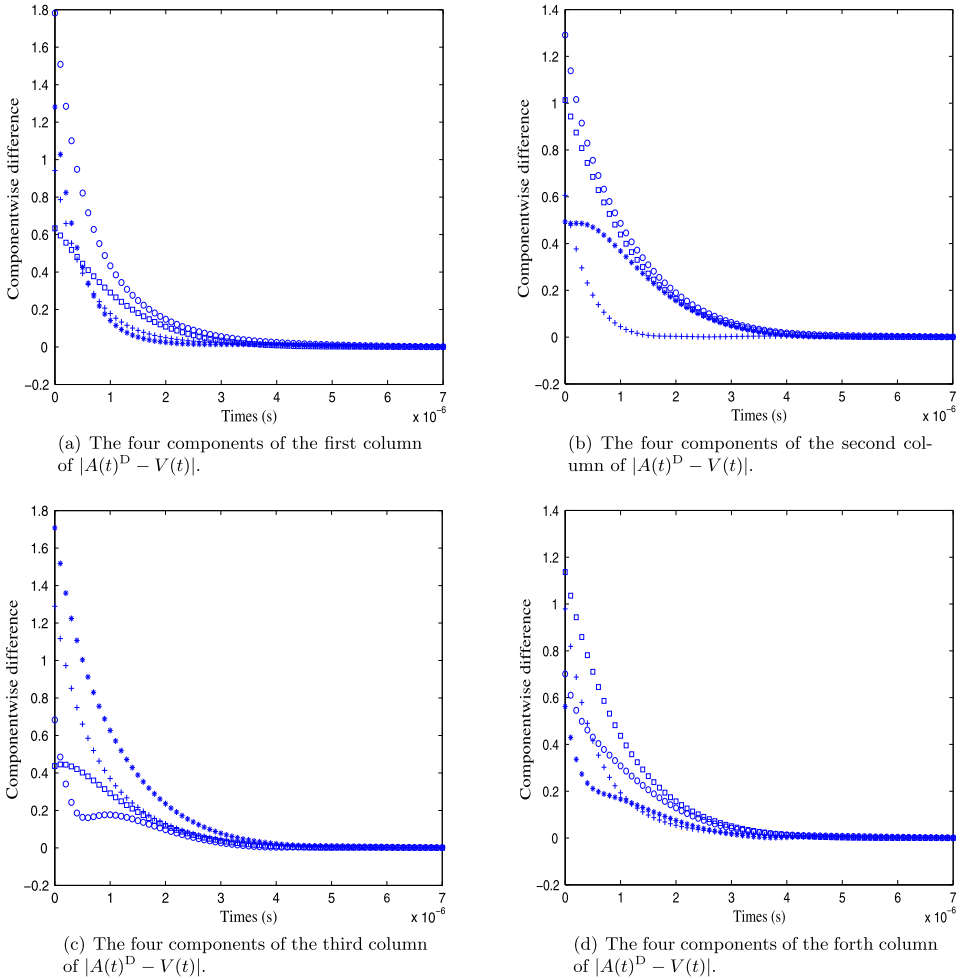 1.8
1.6
1.4
1.2
1
0.8
0.6
0.4
0.2
0
−0.2
Componentwise difference
0 1 2 3 4 5 6 7
Times (s)
x 10⁻⁶
(a) The four components of the first column
of |A(t)ᴰ − V(t)|.
1.4
1.2
1
0.8
0.6
0.4
0.2
0
−0.2
Componentwise difference
0 1 2 3 4 5 6 7
Times (s)
x 10⁻⁶
(b) The four components of the second col-
umn of |A(t)ᴰ − V(t)|.
1.8
1.6
1.4
1.2
1
0.8
0.6
0.4
0.2
0
−0.2
Componentwise difference
0 1 2 3 4 5 6 7
Times (s)
x 10⁻⁶
(c) The four components of the third column
of |A(t)ᴰ − V(t)|.
1.4
1.2
1
0.8
0.6
0.4
0.2
0
−0.2
Componentwise difference
0 1 2 3 4 5 6 7
Times (s)
x 10⁻⁶
(d) The four components of the forth column
of |A(t)ᴰ − V(t)|.